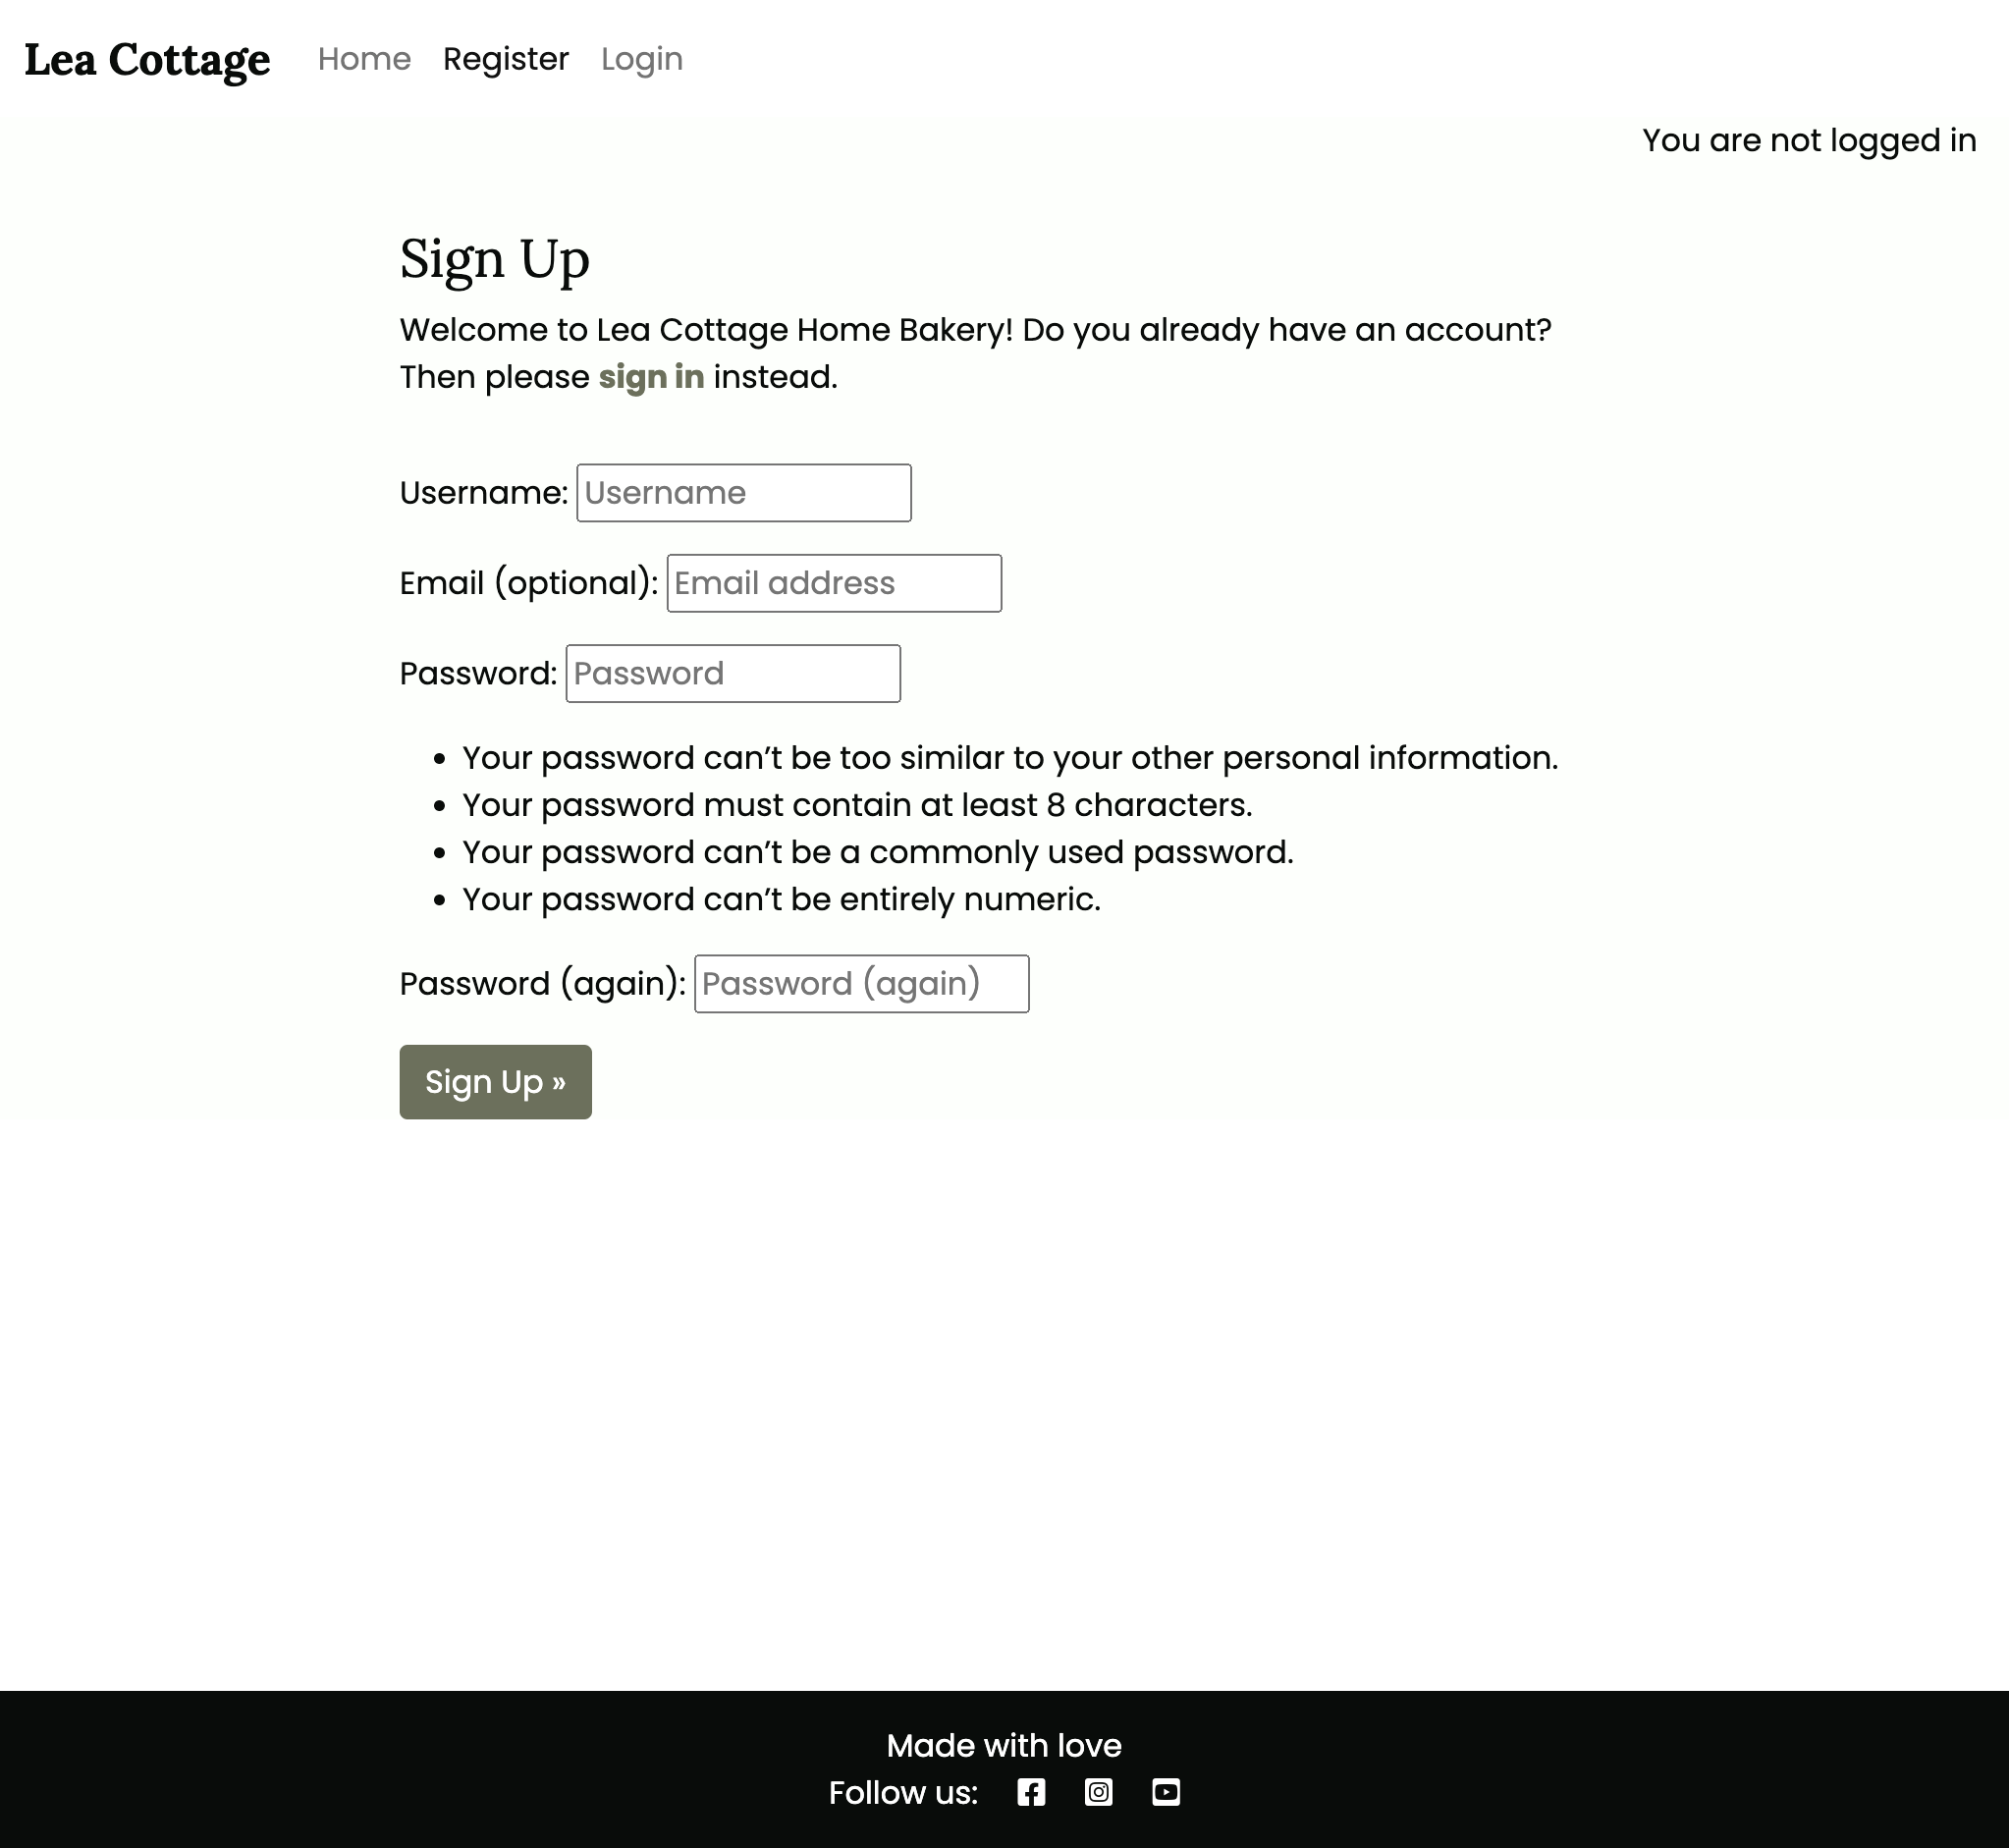 Lea Cottage Home Register Login
You are not logged in
Sign Up
Welcome to Lea Cottage Home Bakery! Do you already have an account?
Then please sign in instead.
Username: Username
Email (optional): Email address
Password: Password
• Your password can’t be too similar to your other personal information.
• Your password must contain at least 8 characters.
• Your password can’t be a commonly used password.
• Your password can’t be entirely numeric.
Password (again): Password (again)
Sign Up »
Made with love
Follow us: